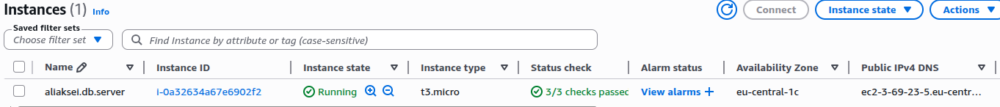 Instances (1) Info
Connect Instance state Actions
Saved filter sets
Choose filter set Find Instance by attribute or tag (case-sensitive)
Name Instance ID Instance state Instance type Status check Alarm status Availability Zone Public IPv4 DNS
aliaksei.db.server i-0a32634a67e6902f2 Running t3.micro 3/3 checks passec View alarms + eu-central-1c ec2-3-69-23-5.eu-centr...